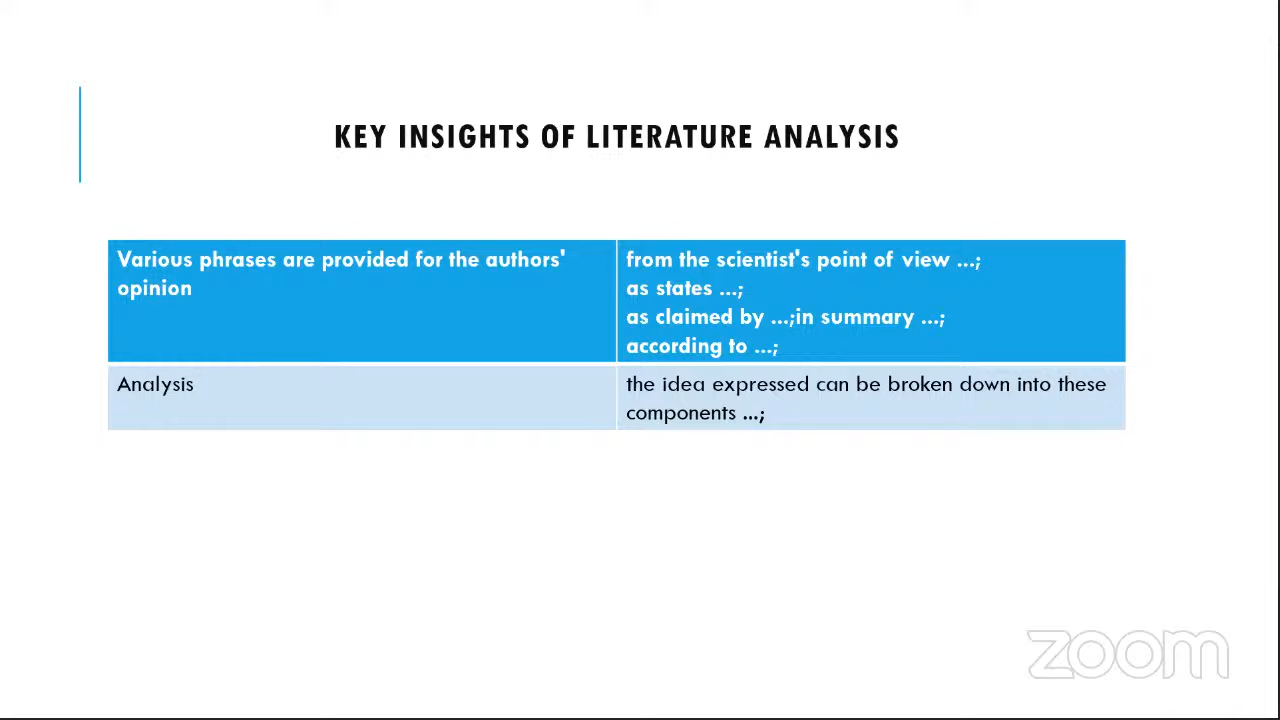 KEY INSIGHTS OF LITERATURE ANALYSIS
Various phrases are provided for the authors'
opinion
from the scientist's point of view ...;
as states ...;
as claimed by ...;in summary ...;
according to ...;
Analysis
the idea expressed can be broken down into these
components ...;
zoom